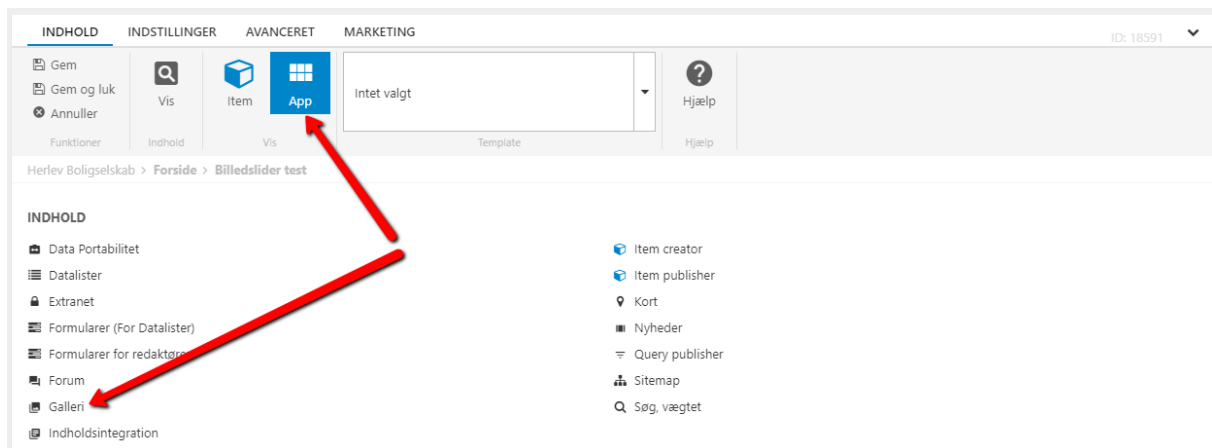 INDHOLD INDSTILLINGER AVANCERET MARKETING
ID: 18591
Gem
Gem og luk
Annuller
Funktioner
Vis
Indhold
Item
App
Vis
Intet valgt
Template
Hjælp
Hjælp
Herlev Boligselskab > Forside > Billedslider test
INDHOLD
Data Portabilitet
Datalister
Extranet
Formularer (For Datalister)
Formularer for redaktører
Forum
Galleri
Indholdsintegration
Item creator
Item publisher
Kort
Nyheder
Query publisher
Sitemap
Søg, vægtet